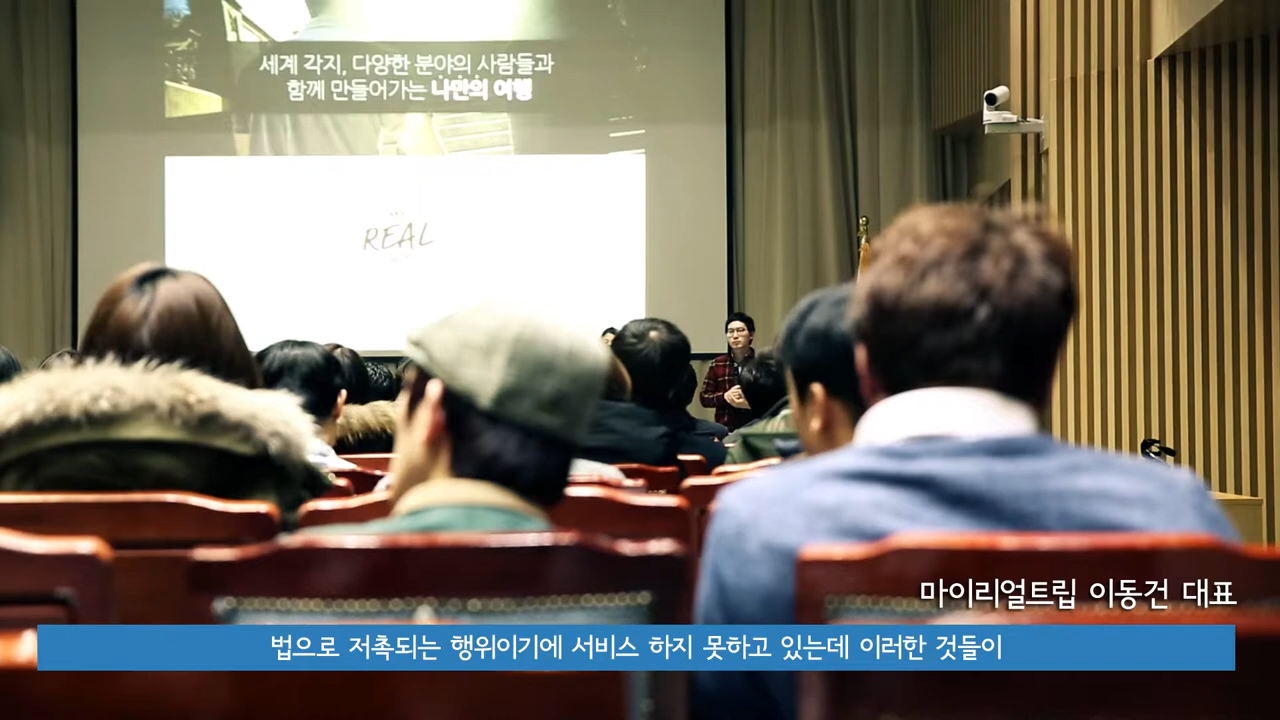 세계 각지, 다양한 분야의 사람들과
함께 만들어가는 나만의 여행
REAL
마이리얼트립 이동건 대표
법으로 저촉되는 행위이기에 서비스 하지 못하고 있는데 이러한 것들이